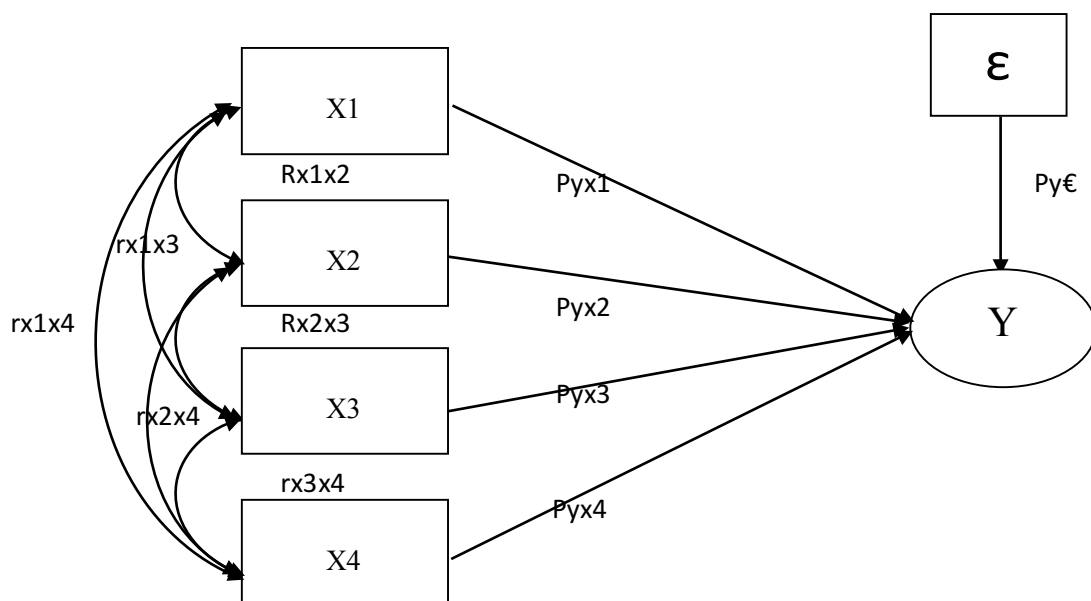 ε
X1
Rx1x2
Pyx1
Py€
rx1x3
X2
rx1x4
Rx2x3
Pyx2
Y
rx2x4
X3
Pyx3
rx3x4
Pyx4
X4